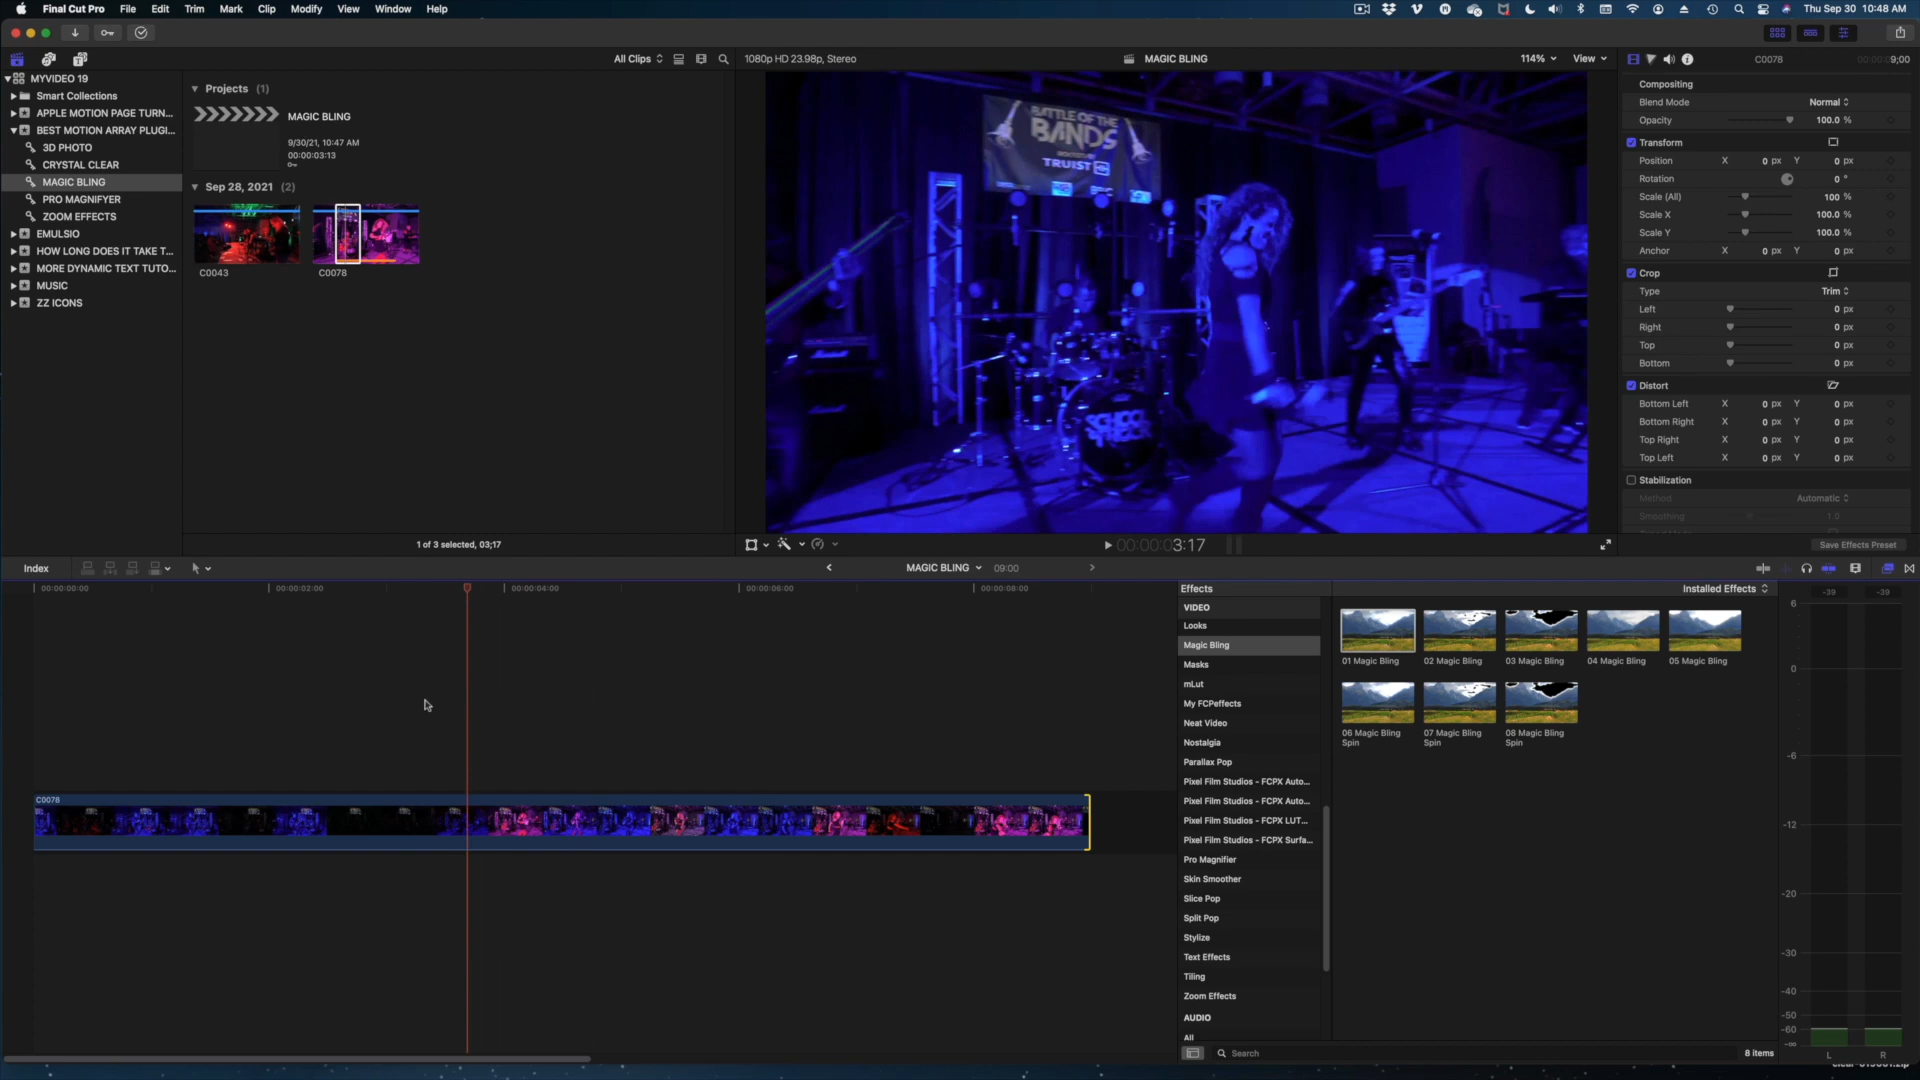 Final Cut Pro File Edit Trim Mark Clip Modify View Window Help
Thu Sep 30 10:48 AM
All Clips
1080p HD 23.98p, Stereo
MAGIC BLING
114%
View
C0078
9;00
MYVIDEO 19
Smart Collections
APPLE MOTION PAGE TURN...
BEST MOTION ARRAY PLUGI...
3D PHOTO
CRYSTAL CLEAR
MAGIC BLING
PRO MAGNIFYER
ZOOM EFFECTS
EMULSIO
HOW LONG DOES IT TAKE T...
MORE DYNAMIC TEXT TUTO...
MUSIC
ZZ ICONS
Projects (1)
MAGIC BLING
9/30/21, 10:47 AM
00:00:03:13
Sep 28, 2021 (2)
C0043
C0078
1 of 3 selected, 03;17
BATTLE OF THE
BANDS
TRUIST
SCHOOL
Compositing
Blend Mode Normal
Opacity 100.0 %
Transform
Position X 0 px Y 0 px
Rotation 0 °
Scale (All) 100 %
Scale X 100.0 %
Scale Y 100.0 %
Anchor X 0 px Y 0 px
Crop
Type Trim
Left 0 px
Right 0 px
Top 0 px
Bottom 0 px
Distort
Bottom Left X 0 px Y 0 px
Bottom Right X 0 px Y 0 px
Top Right X 0 px Y 0 px
Top Left X 0 px Y 0 px
Stabilization
Method Automatic
Smoothing 1.0
Save Effects Preset
00:00:03:17
Index
MAGIC BLING 09:00
00:00:00:00 00:00:02:00 00:00:04:00 00:00:06:00 00:00:08:00
C0078
Effects
Installed Effects
VIDEO
Looks
Magic Bling
Masks
mLut
My FCPeffects
Neat Video
Nostalgia
Parallax Pop
Pixel Film Studios - FCPX Auto...
Pixel Film Studios - FCPX Auto...
Pixel Film Studios - FCPX LUT...
Pixel Film Studios - FCPX Surfa...
Pro Magnifier
Skin Smoother
Slice Pop
Split Pop
Stylize
Text Effects
Tiling
Zoom Effects
AUDIO
All
01 Magic Bling
02 Magic Bling
03 Magic Bling
04 Magic Bling
05 Magic Bling
06 Magic Bling
Spin
07 Magic Bling
Spin
08 Magic Bling
Spin
Search
8 items
-39 -39
6
0
-6
-12
-20
-30
-40
-50
-60
-∞
L R